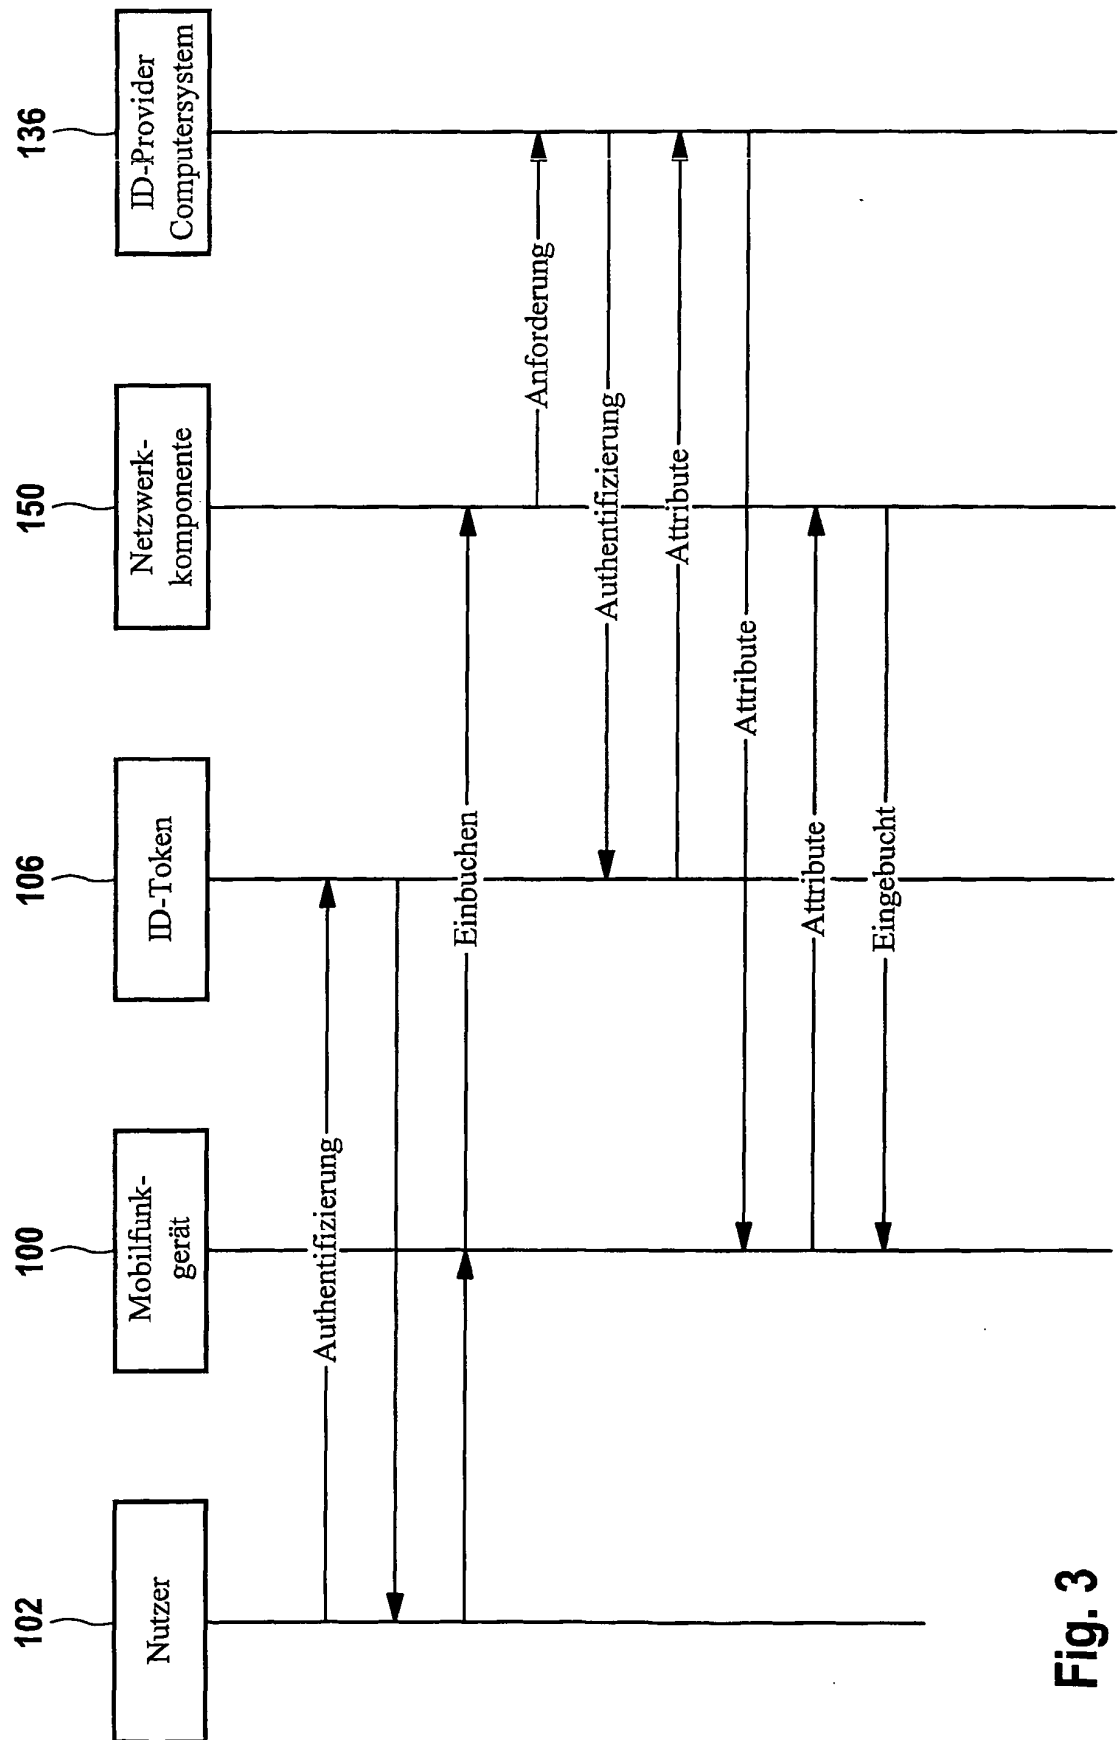 102
100
106
150
136
Nutzer
Mobilfunk-
gerät
ID-Token
Netzwerk-
komponente
ID-Provider
Computersystem
Authentifizierung
Einbuchen
Anforderung
Authentifizierung
Attribute
Attribute
Attribute
Eingebucht
Fig. 3